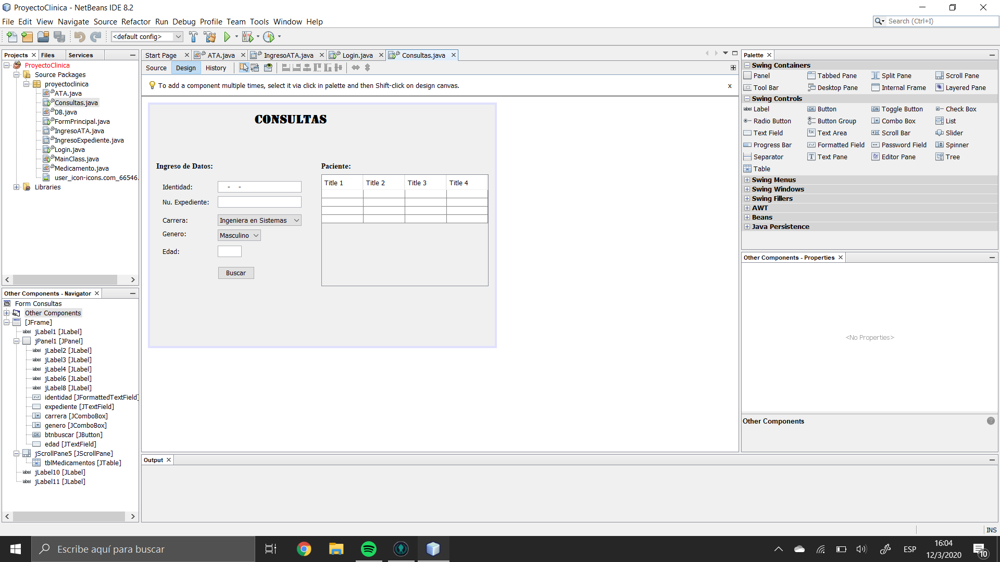 ProyectoClinica - NetBeans IDE 8.2
File Edit View Navigate Source Refactor Run Debug Profile Team Tools Window Help
Search (Ctrl+I)
<default config>
Projects Files Services
ProyectoClinica
Source Packages
proyectoclinica
ATA.java
Consultas.java
DB.java
FormPrincipal.java
IngresoATA.java
IngresoExpediente.java
Login.java
MainClass.java
Medicamento.java
user_icon-icons.com_66546.
Libraries
Other Components - Navigator
Form Consultas
Other Components
[JFrame]
jLabel1 [JLabel]
jPanel1 [JPanel]
jLabel2 [JLabel]
jLabel3 [JLabel]
jLabel4 [JLabel]
jLabel6 [JLabel]
jLabel8 [JLabel]
identidad [JFormattedTextField]
expediente [JTextField]
carrera [JComboBox]
genero [JComboBox]
btnbuscar [JButton]
edad [JTextField]
jScrollPane5 [JScrollPane]
tblMedicamentos [JTable]
jLabel10 [JLabel]
jLabel11 [JLabel]
Start Page ATA.java IngresoATA.java Login.java Consultas.java
Source Design History
To add a component multiple times, select it via click in palette and then Shift-click on design canvas. x
CONSULTAS
Ingreso de Datos:
Identidad: - -
Nu. Expediente:
Carrera: Ingeniera en Sistemas
Genero: Masculino
Edad:
Buscar
Paciente:
Title 1 Title 2 Title 3 Title 4
Output
Palette
Swing Containers
Panel Tabbed Pane Split Pane Scroll Pane
Tool Bar Desktop Pane Internal Frame Layered Pane
Swing Controls
Label Button Toggle Button Check Box
Radio Button Button Group Combo Box List
Text Field Text Area Scroll Bar Slider
Progress Bar Formatted Field Password Field Spinner
Separator Text Pane Editor Pane Tree
Table
Swing Menus
Swing Windows
Swing Fillers
AWT
Beans
Java Persistence
Other Components - Properties
<No Properties>
Other Components
INS
Escribe aquí para buscar
ESP
16:04
12/3/2020
10